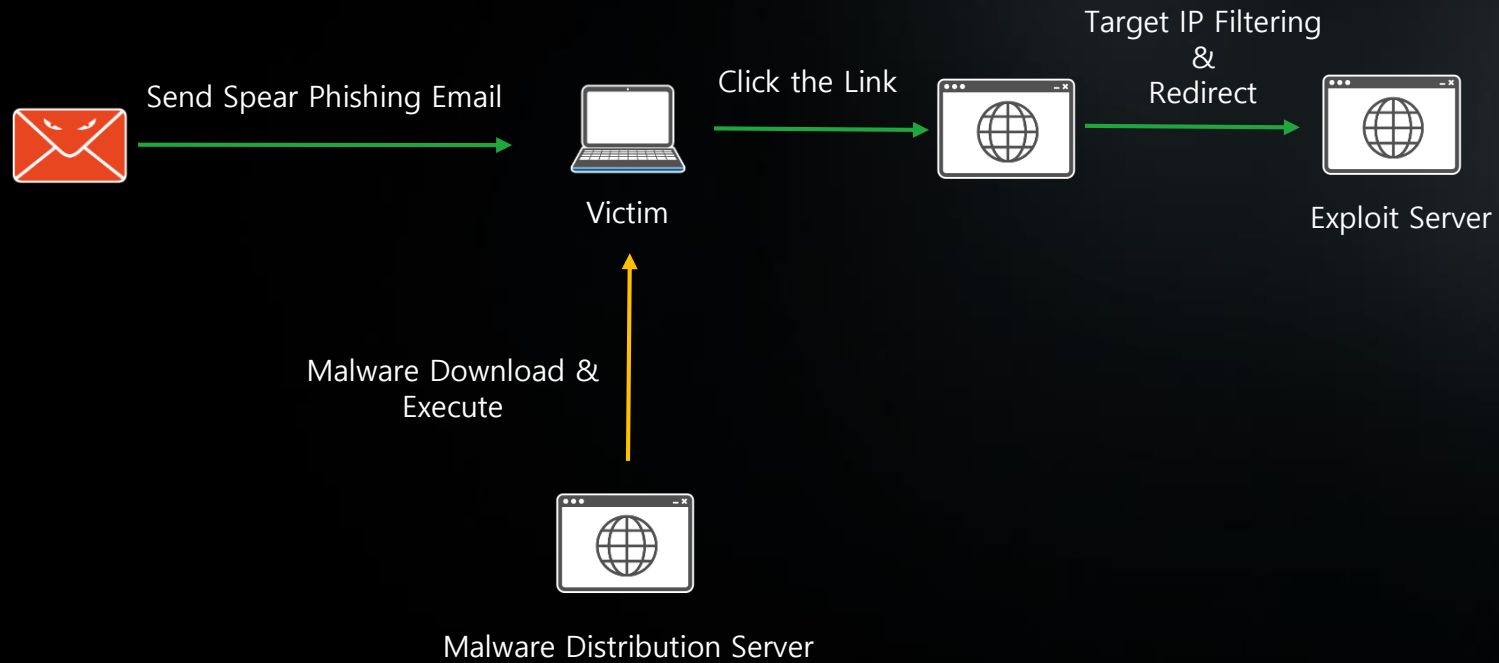 Send Spear Phishing Email
Victim
Click the Link
Target IP Filtering
&
Redirect
Exploit Server
Malware Download &
Execute
Malware Distribution Server